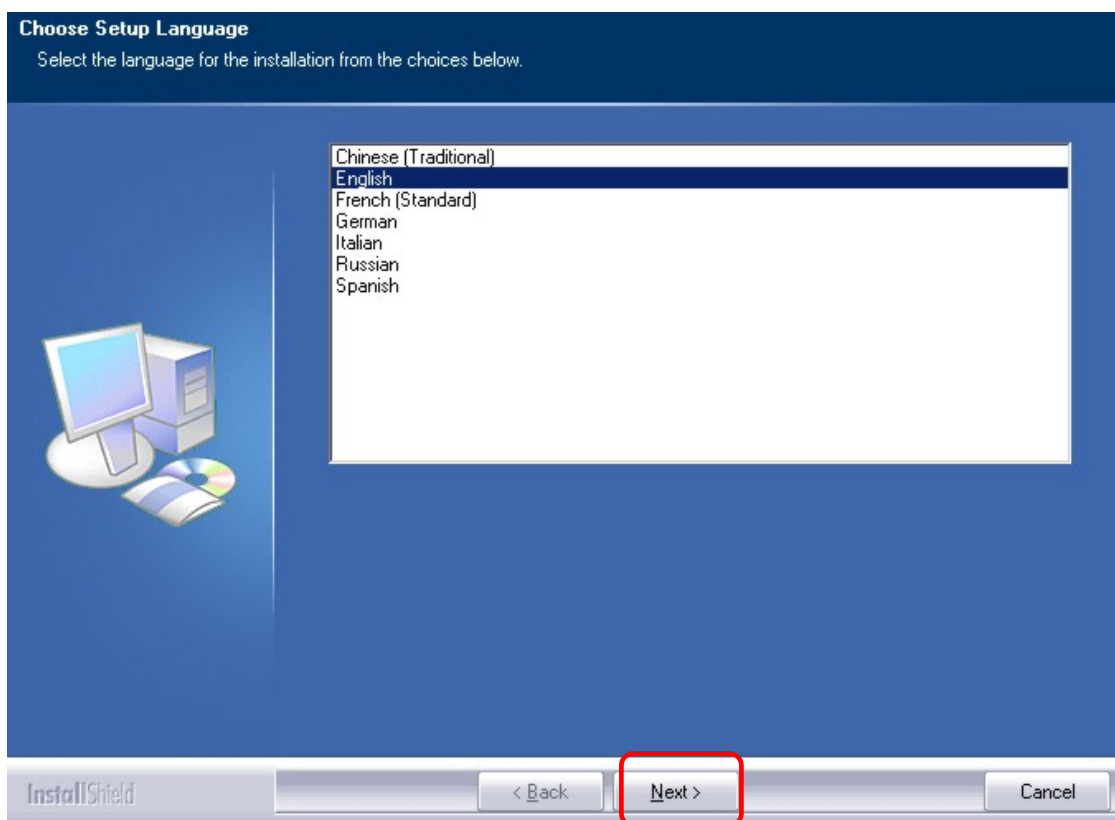 Choose Setup Language
Select the language for the installation from the choices below.
Chinese (Traditional)
English
French (Standard)
German
Italian
Russian
Spanish
InstallShield
< Back
Next >
Cancel